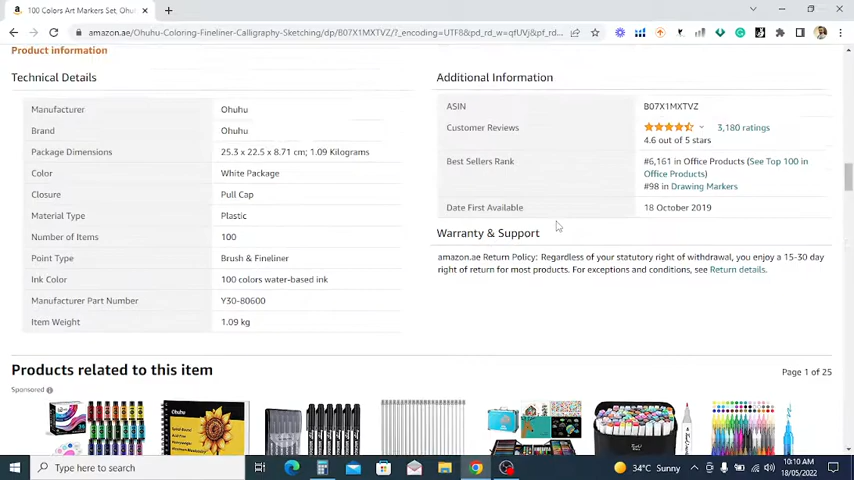 100 Colors Art Markers Set, Ohuh
amazon.ae/Ohuhu-Coloring-Fineliner-Calligraphy-Sketching/dp/B07X1MXTVZ/?_encoding=UTF8&pd_rd_w=qfUVj&pf_rd
Product information
Technical Details
Manufacturer Ohuhu
Brand Ohuhu
Package Dimensions 25.3 x 22.5 x 8.71 cm; 1.09 Kilograms
Color White Package
Closure Pull Cap
Material Type Plastic
Number of Items 100
Point Type Brush & Fineliner
Ink Color 100 colors water-based ink
Manufacturer Part Number Y30-80600
Item Weight 1.09 kg
Additional Information
ASIN B07X1MXTVZ
Customer Reviews 3,180 ratings
4.6 out of 5 stars
Best Sellers Rank #6,161 in Office Products (See Top 100 in
Office Products)
#98 in Drawing Markers
Date First Available 18 October 2019
Warranty & Support
amazon.ae Return Policy: Regardless of your statutory right of withdrawal, you enjoy a 15-30 day
right of return for most products. For exceptions and conditions, see Return details.
Products related to this item
Page 1 of 25
Sponsored
Ohuhu
Type here to search
34°C Sunny
10:10 AM
18/05/2022